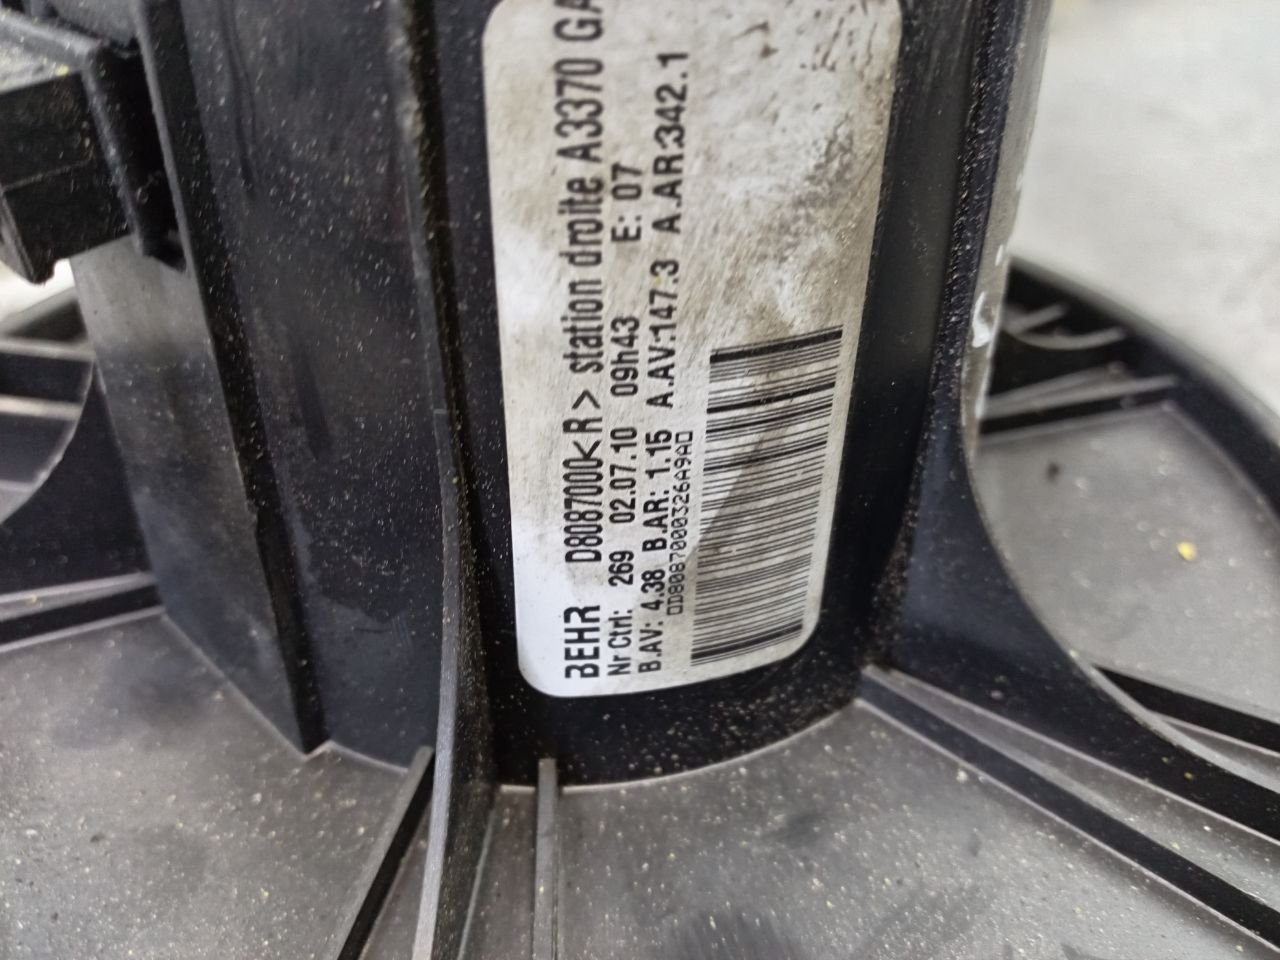 BEHR D8087000<R> station droite A3370 GA
Nr Ctrl: 269 02.07.10 09h43 E: 07
B.AV: 4.38 B.AR: 1.15 A.AV:147.3 A.AR:342.1
0D8087000326A9A0